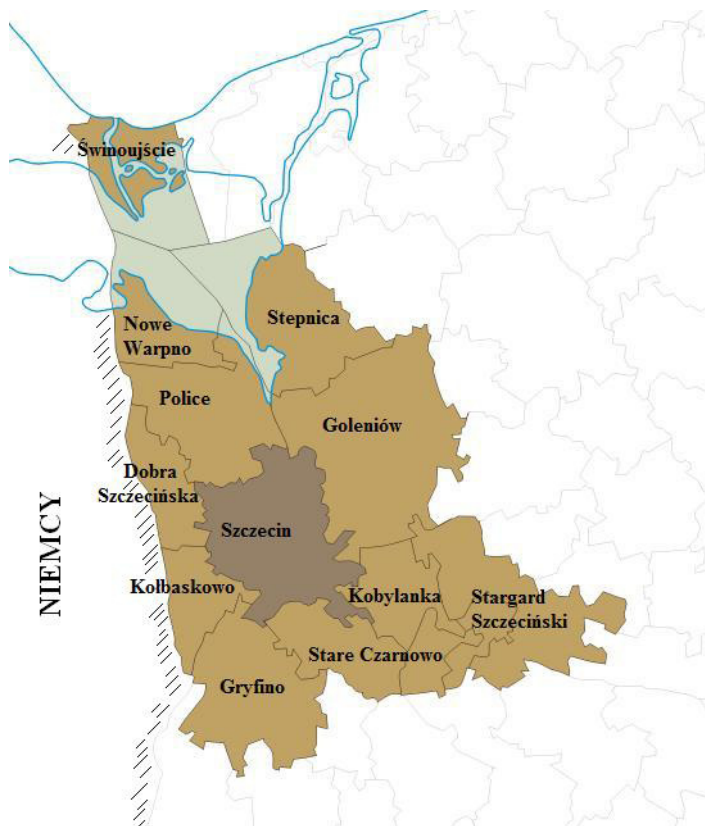 Świnoujście
Stepnica
Nowe
Warpno
Police
Goleniów
Dobra
Szczecińska
NIEMCY
Szczecin
Kołbaskowo
Kobylanka
Stargard
Szczeciński
Stare Czarnowo
Gryfino